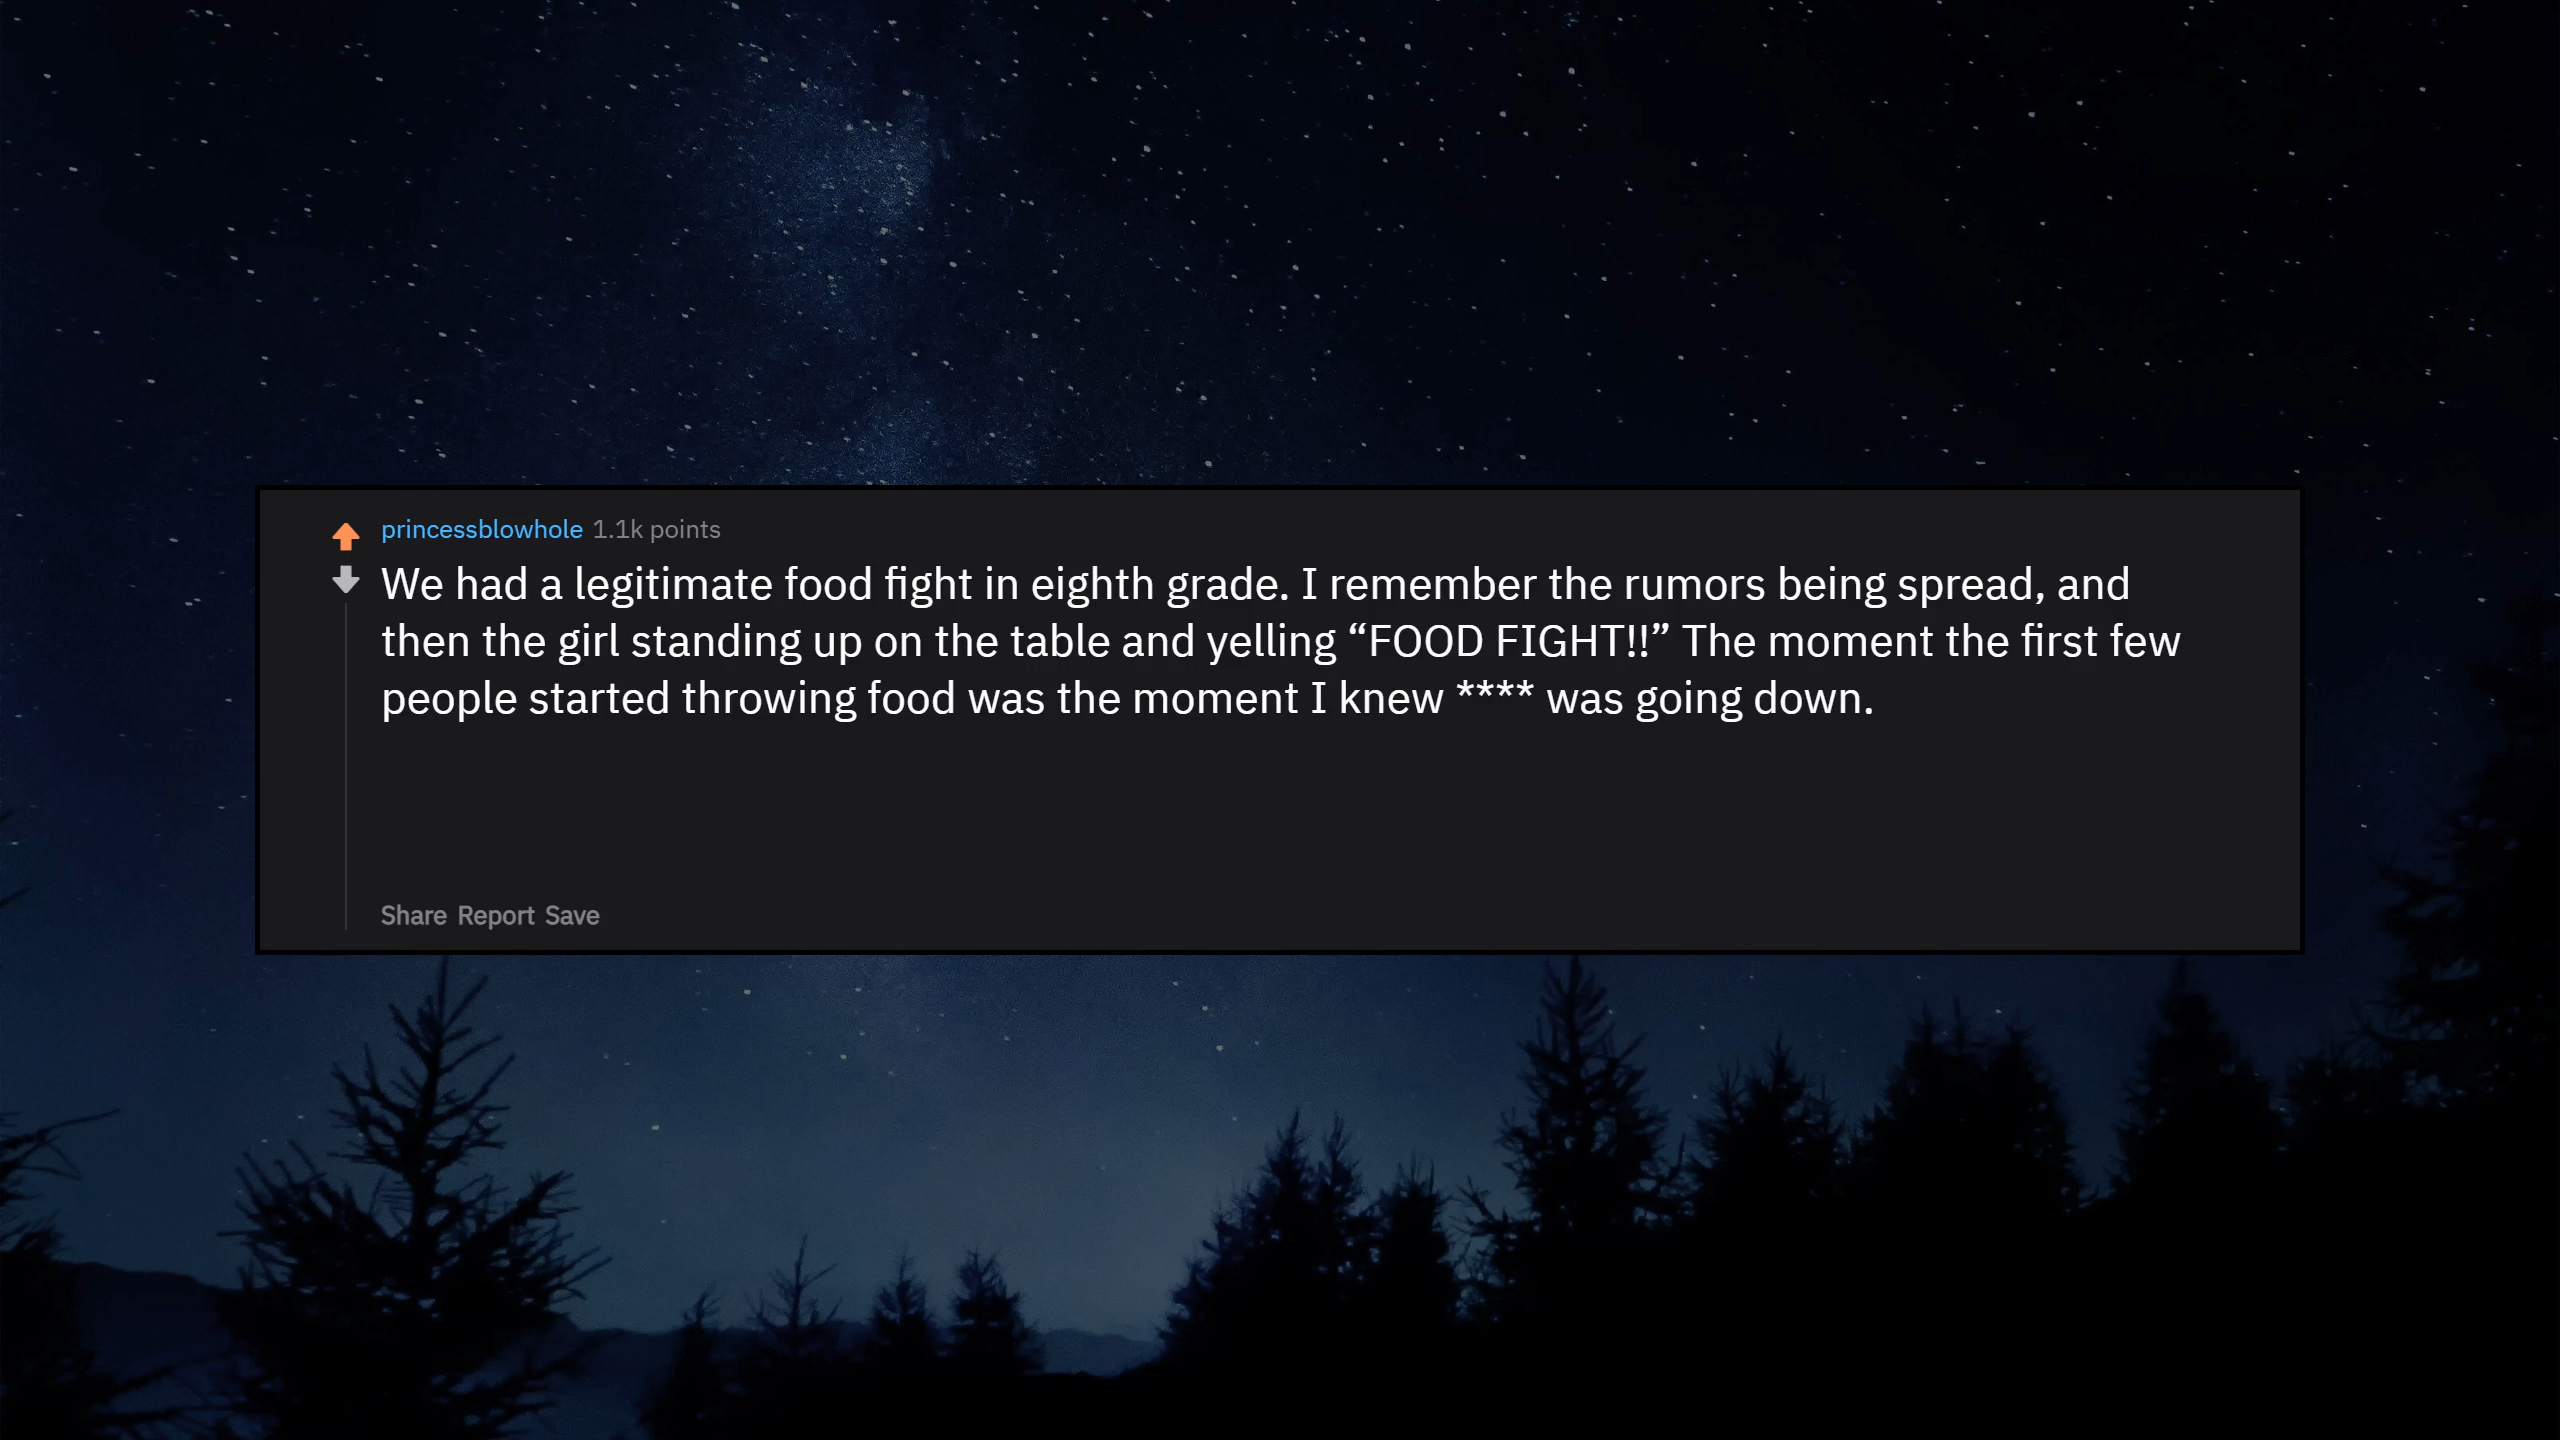 princessblowhole 1.1k points
We had a legitimate food fight in eighth grade. I remember the rumors being spread, and
then the girl standing up on the table and yelling “FOOD FIGHT!!” The moment the first few
people started throwing food was the moment I knew **** was going down.
Share Report Save